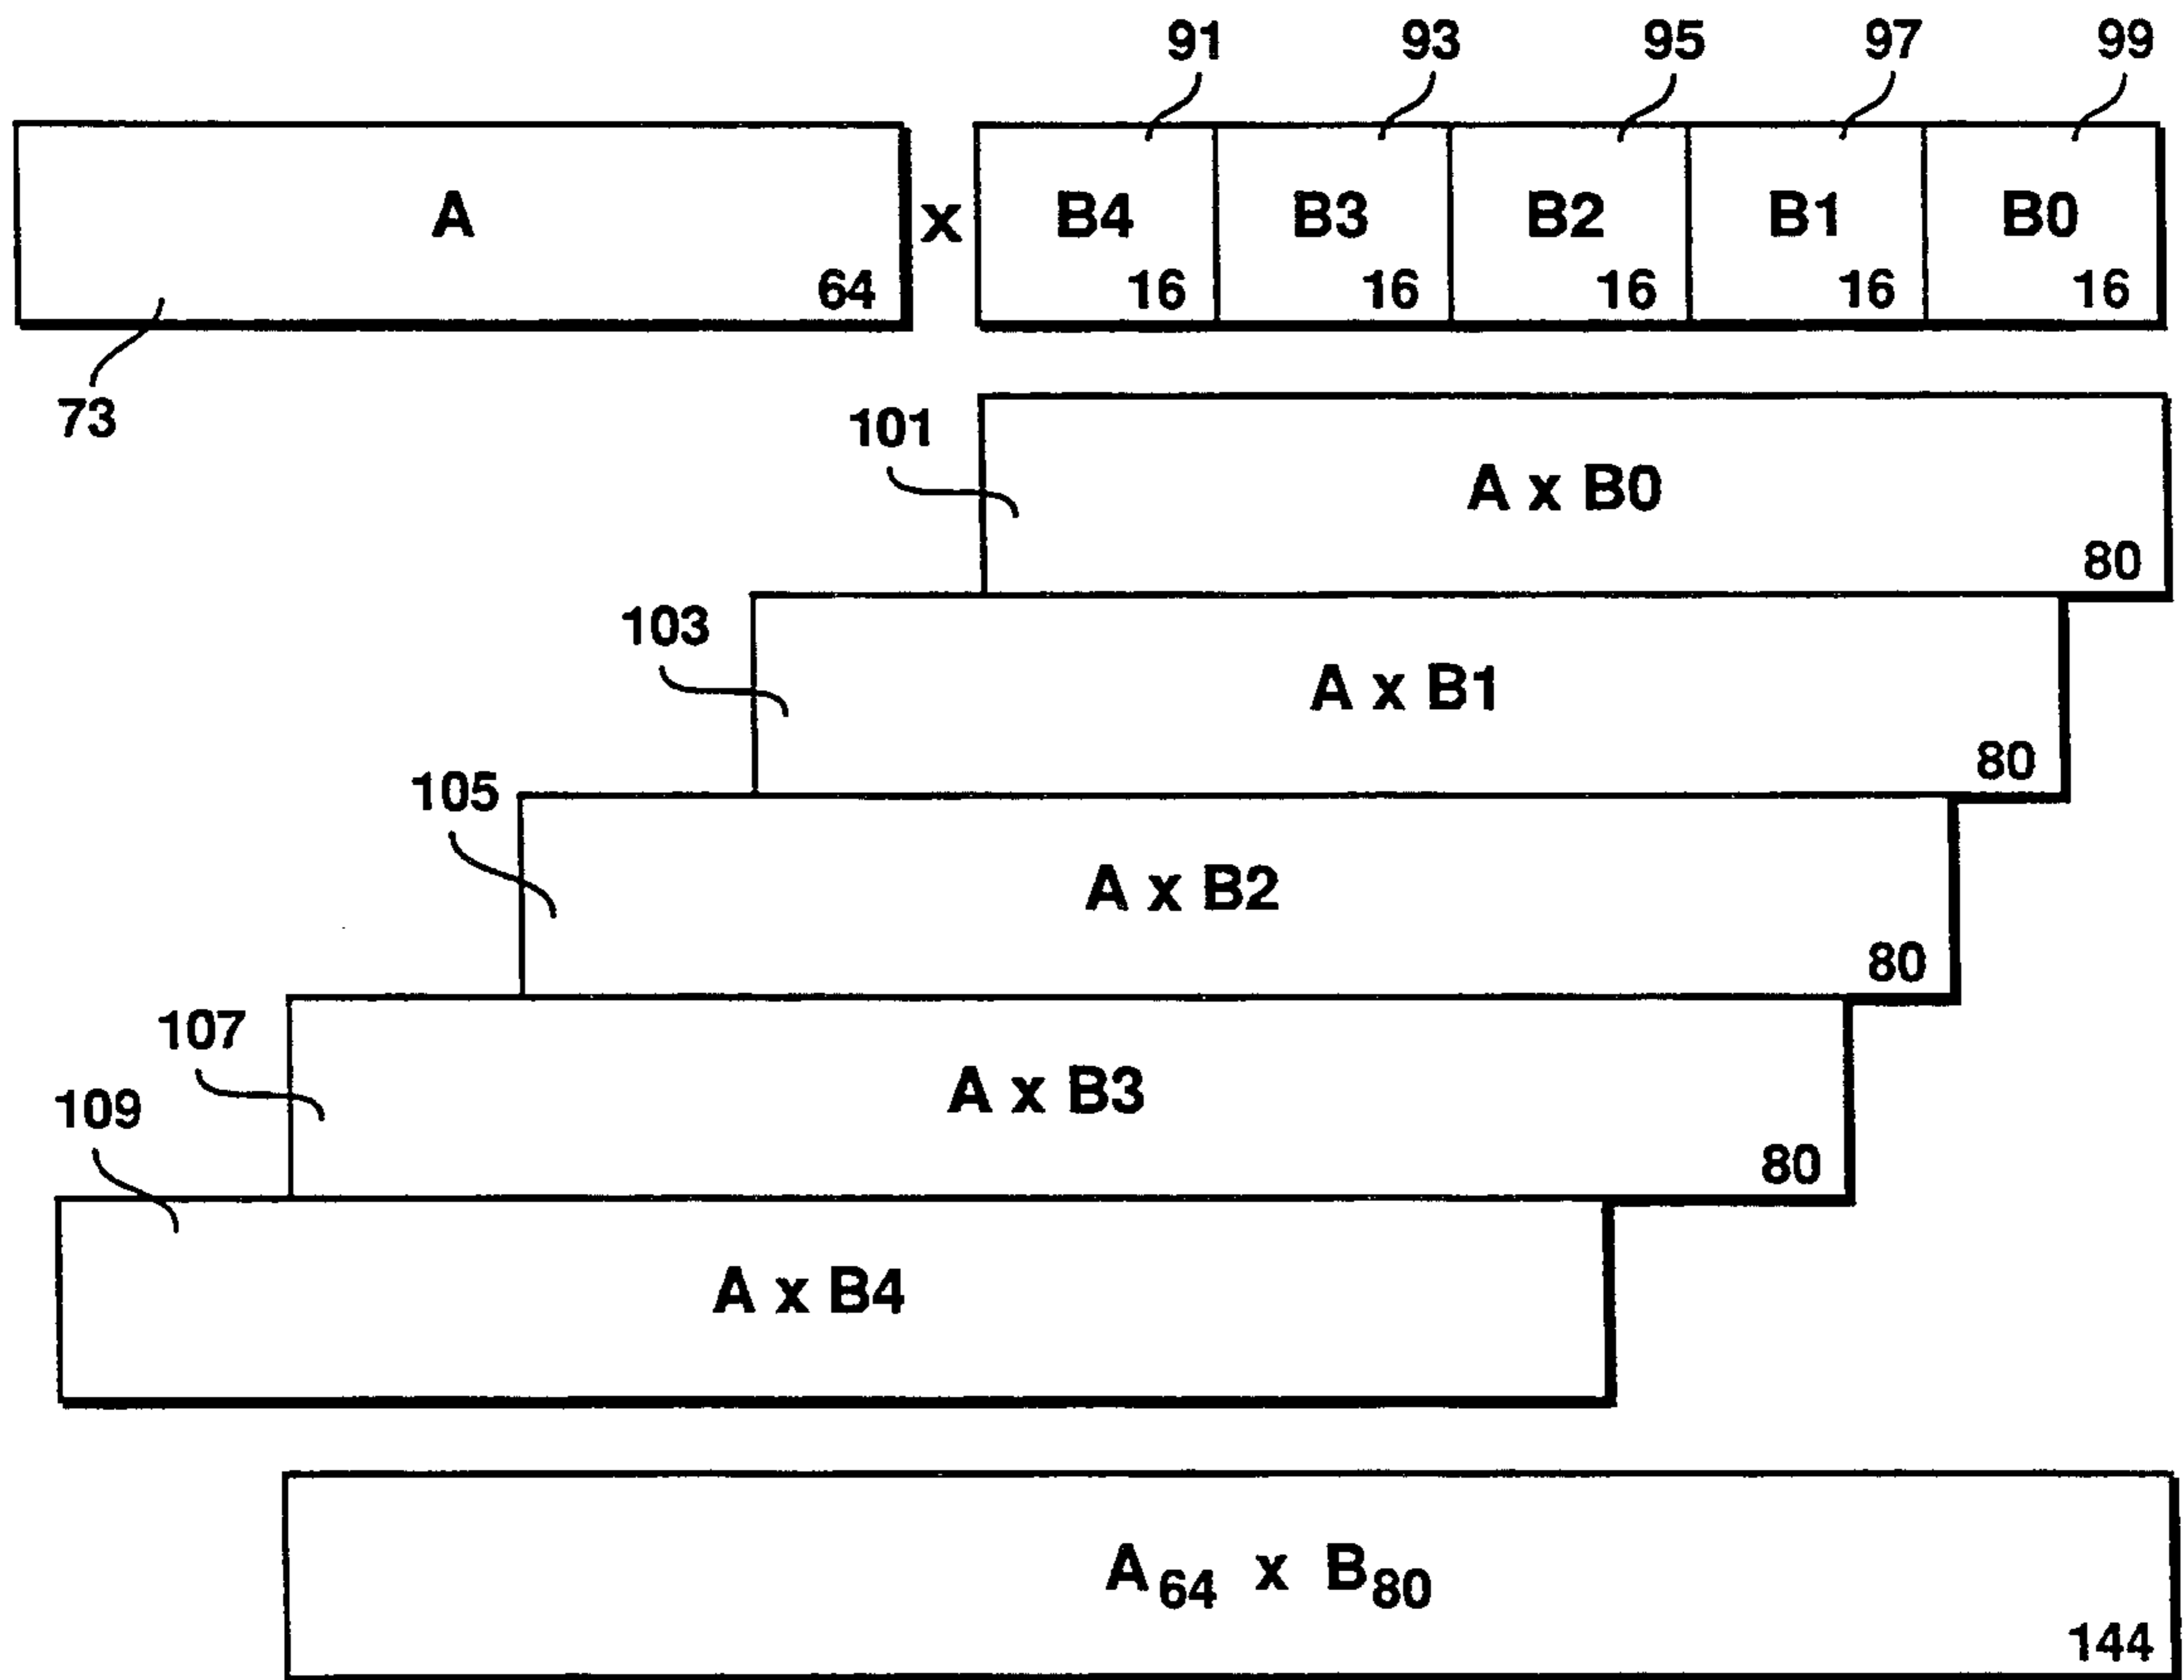 91 93 95 97 99
A x B4 B3 B2 B1 B0
64 16 16 16 16 16
73
101
A x B0
80
103
A x B1
80
105
A x B2
80
107
A x B3
80
109
A x B4
A64 x B80
144